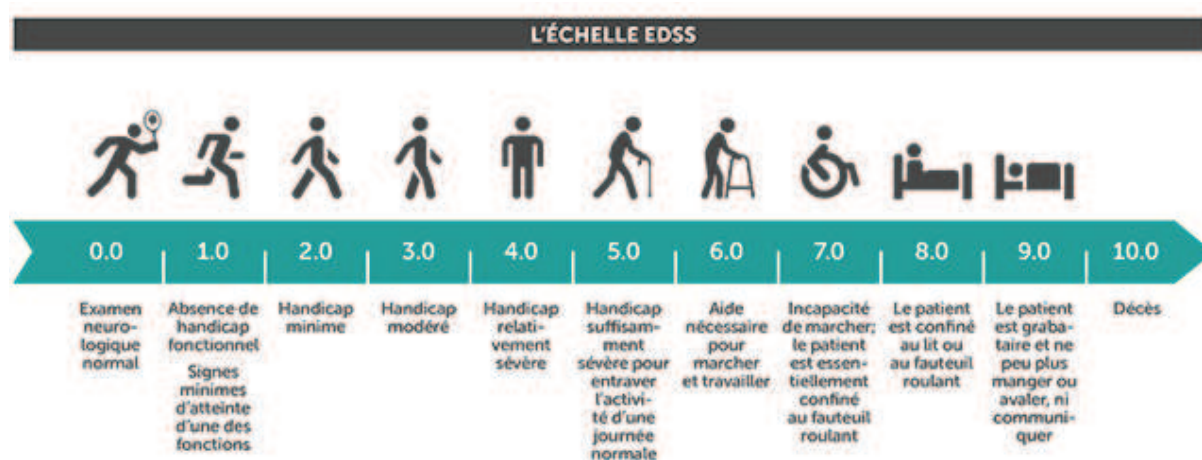 L'ÉCHELLE EDSS
0.0
1.0
2.0
3.0
4.0
5.0
6.0
7.0
8.0
9.0
10.0
Examen
neuro-
logique
normal
Absence de
handicap
fonctionnel
Signes
minimes
d'atteinte
d'une des
fonctions
Handicap
minime
Handicap
modéré
Handicap
relati-
vement
sévère
Handicap
suffisam-
ment
sévère pour
entraver
l'activi-
té d'une
journée
normale
Aide
nécessaire
pour
marcher
et travailler
Incapacité
de marcher;
le patient
est essen-
tiellement
confiné
au fauteuil
roulant
Le patient
est confiné
au lit ou
au fauteuil
roulant
Le patient
est graba-
taire et ne
peu plus
manger ou
avaler, ni
communi-
quer
Décès